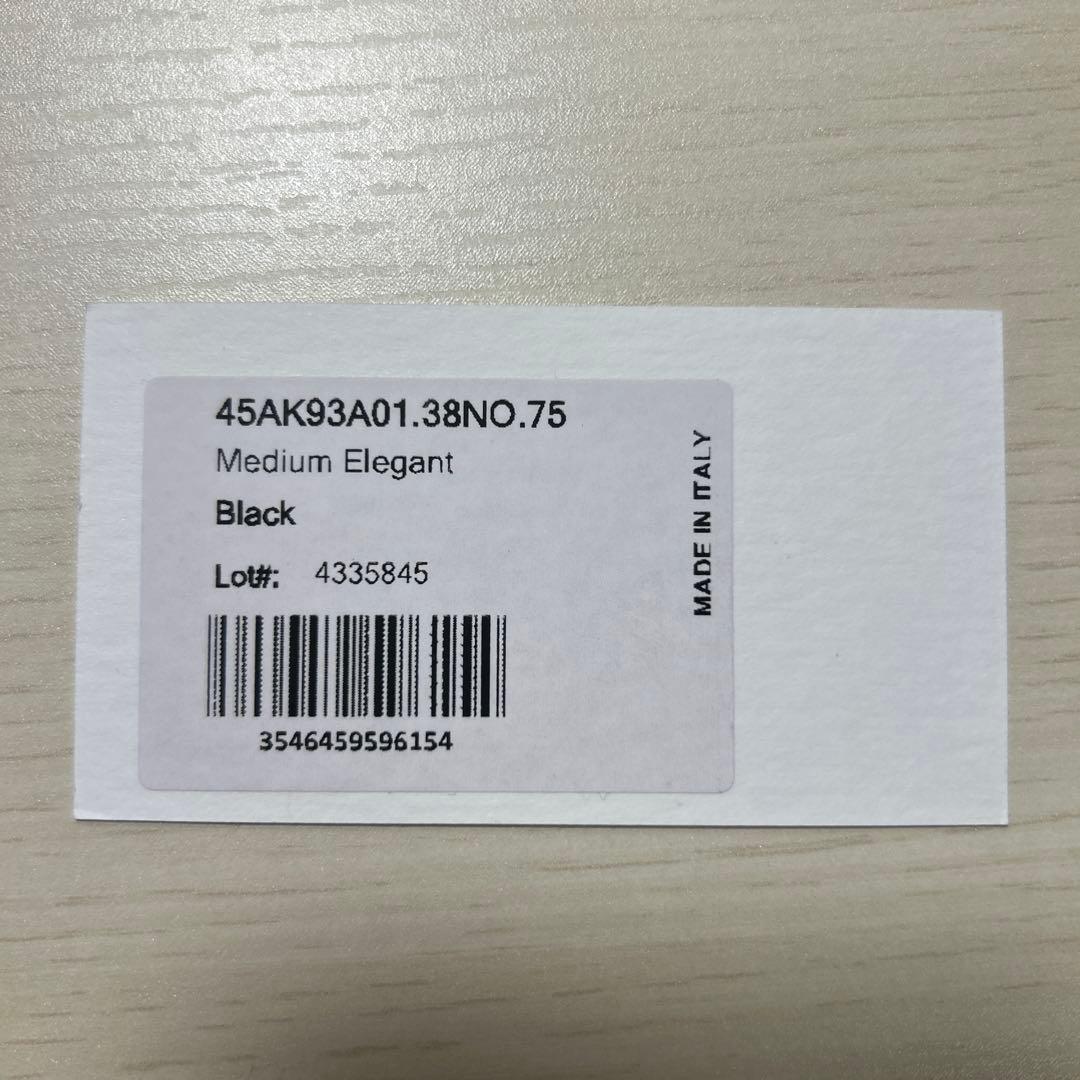 45AK93A01.38NO.75
Medium Elegant
Black
Lot#: 4335845
3546459596154
MADE IN ITALY